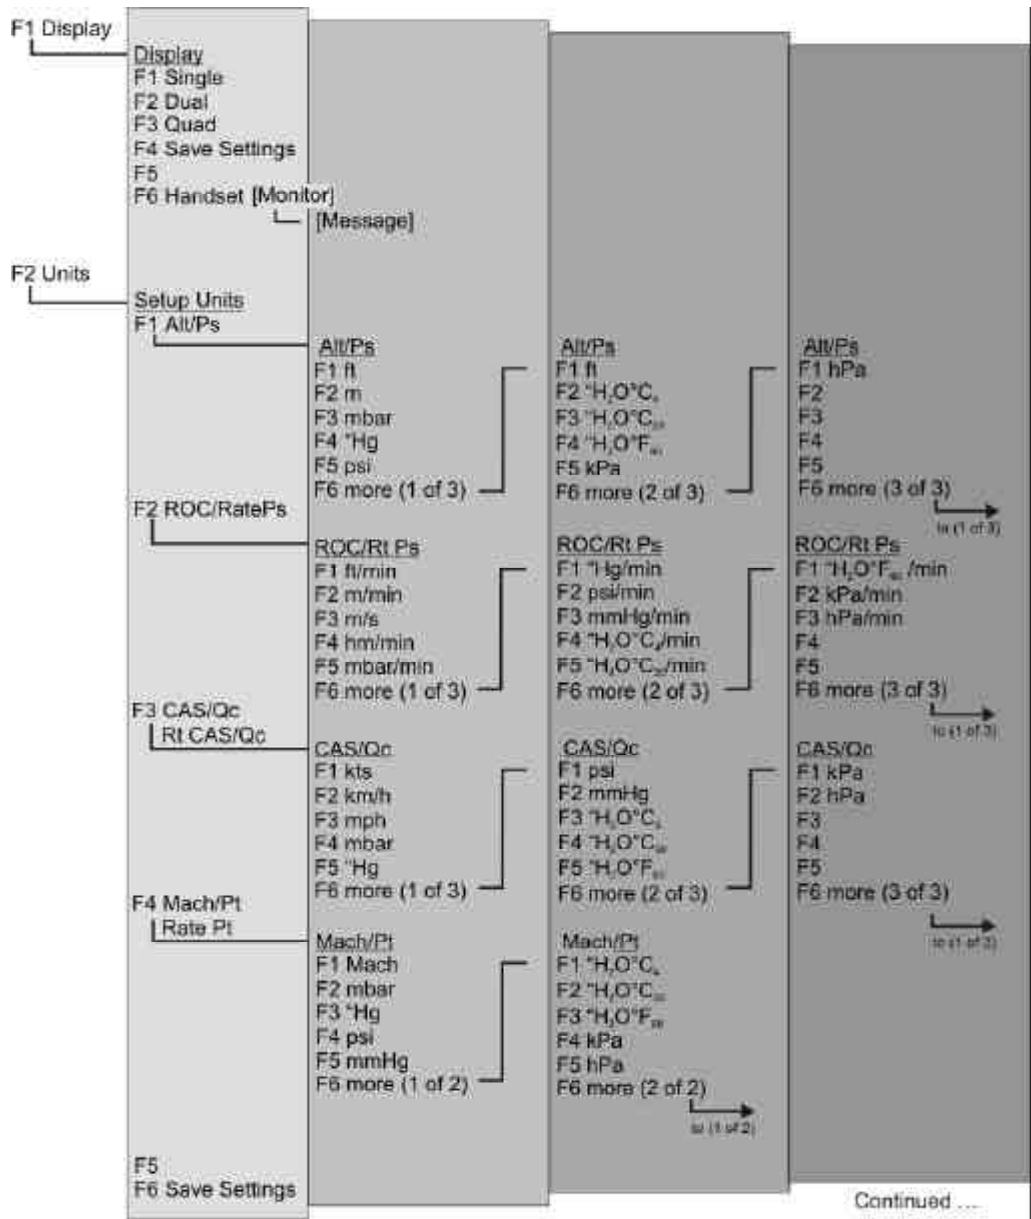 F1 Display
Display
F1 Single
F2 Dual
F3 Quad
F4 Save Settings
F5
F6 Handset [Monitor]
[Message]
F2 Units
Setup Units
F1 Alt/Ps
Alt/Ps
F1 ft
F2 m
F3 mbar
F4 "Hg
F5 psi
F6 more (1 of 3)
Alt/Ps
F1 ft
F2 "H₂O°C₄
F3 "H₂O°C
F4 "H₂O°F
F5 kPa
F6 more (2 of 3)
Alt/Ps
F1 hPa
F2
F3
F4
F5
F6 more (3 of 3)
to (1 of 3)
F2 ROC/RatePs
ROC/Rt Ps
F1 ft/min
F2 m/min
F3 m/s
F4 hm/min
F5 mbar/min
F6 more (1 of 3)
ROC/Rt Ps
F1 "Hg/min
F2 psi/min
F3 mmHg/min
F4 "H₂O°C₄/min
F5 "H₂O°C₂₀/min
F6 more (2 of 3)
ROC/Rt Ps
F1 "H₂O°F /min
F2 kPa/min
F3 hPa/min
F4
F5
F6 more (3 of 3)
to (1 of 3)
F3 CAS/Qc
Rt CAS/Qc
CAS/Qc
F1 kts
F2 km/h
F3 mph
F4 mbar
F5 "Hg
F6 more (1 of 3)
CAS/Qc
F1 psi
F2 mmHg
F3 "H₂O°C₄
F4 "H₂O°C
F5 "H₂O°F
F6 more (2 of 3)
CAS/Qc
F1 kPa
F2 hPa
F3
F4
F5
F6 more (3 of 3)
F4 Mach/Pt
Rate Pt
Mach/Pt
F1 Mach
F2 mbar
F3 "Hg
F4 psi
F5 mmHg
F6 more (1 of 2)
Mach/Pt
F1 "H₂O°C₄
F2 "H₂O°C
F3 "H₂O°F
F4 kPa
F5 hPa
F6 more (2 of 2)
to (1 of 2)
F5
F6 Save Settings
Continued ...